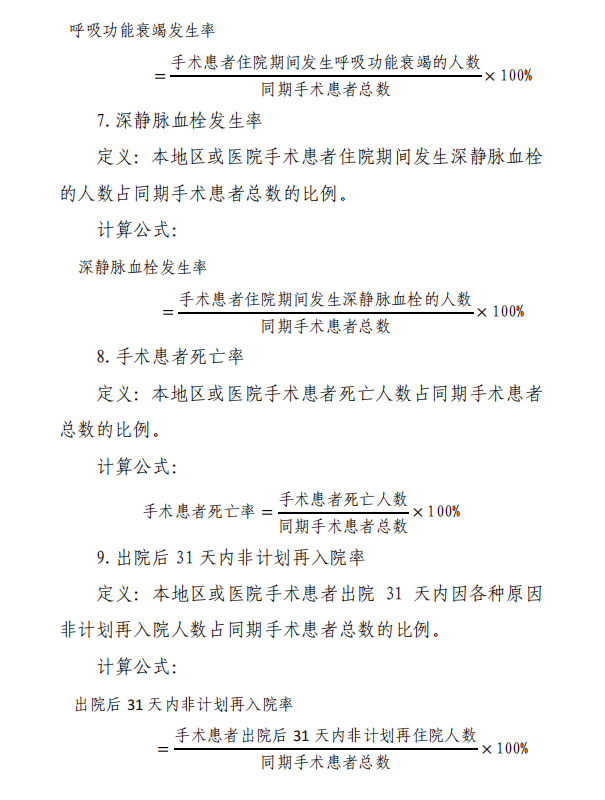 呼吸功能衰竭发生率
= 手术患者住院期间发生呼吸功能衰竭的人数 × 100%
同期手术患者总数
7. 深静脉血栓发生率
定义：本地区或医院手术患者住院期间发生深静脉血栓
的人数占同期手术患者总数的比例。
计算公式：
深静脉血栓发生率
= 手术患者住院期间发生深静脉血栓的人数 × 100%
同期手术患者总数
8. 手术患者死亡率
定义：本地区或医院手术患者死亡人数占同期手术患者
总数的比例。
计算公式：
手术患者死亡率 = 手术患者死亡人数 × 100%
同期手术患者总数
9. 出院后 31 天内非计划再入院率
定义：本地区或医院手术患者出院 31 天内因各种原因
非计划再入院人数占同期手术患者总数的比例。
计算公式：
出院后 31 天内非计划再入院率
= 手术患者出院后 31 天内非计划再住院人数 × 100%
同期手术患者总数